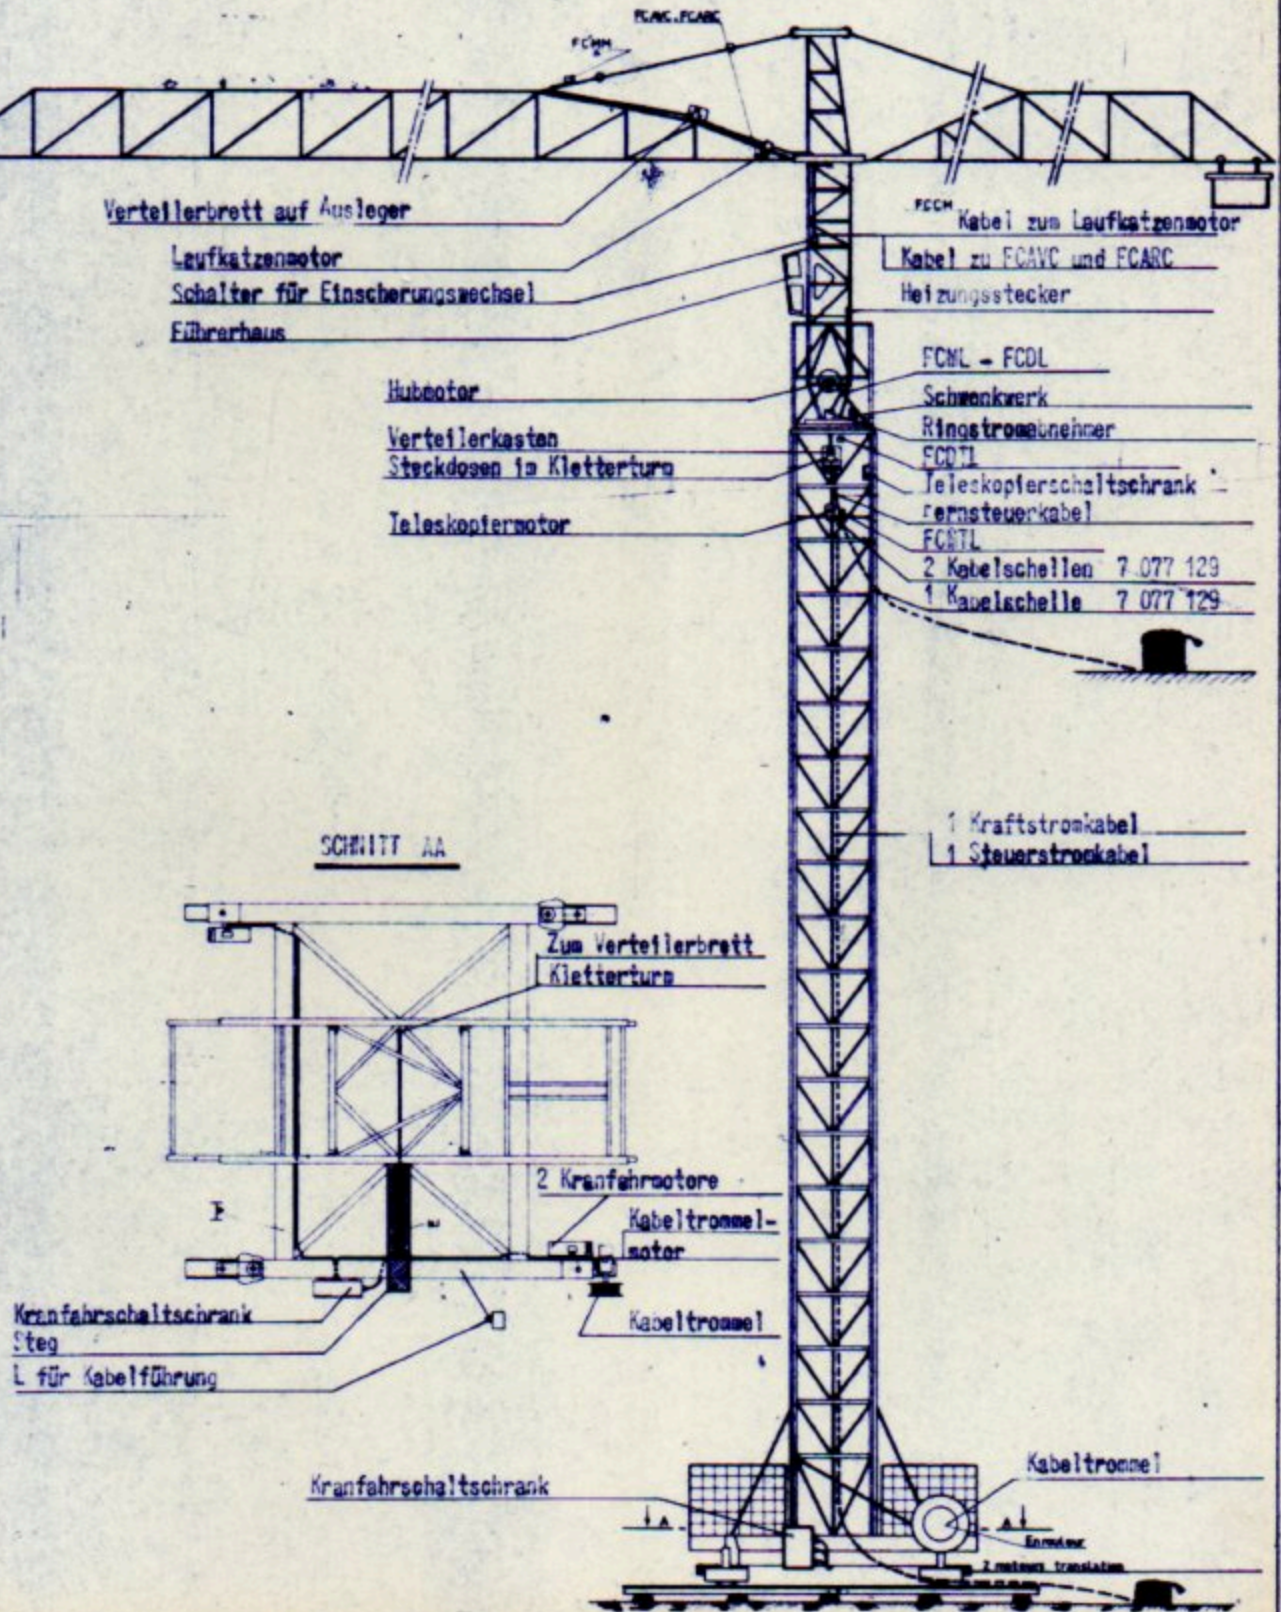 FCAVC.FCARC
FCMM
Verteilerbrett auf Ausleger
Laufkatzenmotor
Schalter für Einscherungswechsel
Führerhaus
FCCH
Kabel zum Laufkatzenmotor
Kabel zu FCAVC und FCARC
Heizungsstecker
Hubmotor
Verteilerkasten
Steckdosen im Kletterturm
Teleskopiermotor
FCML - FCOL
Schwenkwerk
Ringstromabnehmer
FCDTL
Teleskopierschaltschrank
Fernsteuerkabel
FCMTL
2 Kabelschellen 7 077 129
1 Kabelschelle 7 077 129
1 Kraftstromkabel
1 Steuerstromkabel
SCHNITT AA
Zum Verteilerbrett
Kletterturm
2 Kranfahrmotore
Kabeltrommel-
motor
Kabeltrommel
Kranfahrschaltschrank
Steg
L für Kabelführung
Kranfahrschaltschrank
Kabeltrommel
A
A
Enrouleur
2 moteurs translation